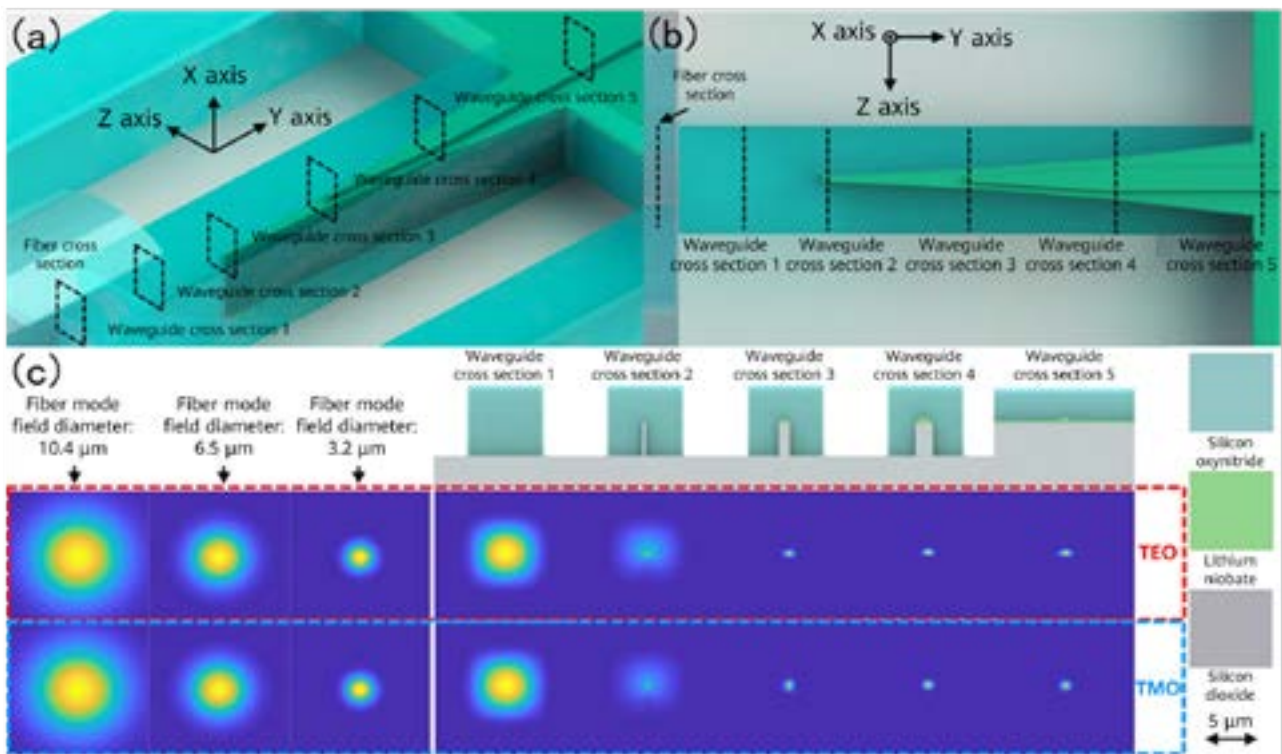 (a)
X axis
Z axis
Y axis
Waveguide cross section 5
Waveguide cross section 4
Waveguide cross section 3
Fiber cross
section
Waveguide cross section 2
Waveguide cross section 1
(b)
X axis
Y axis
Z axis
Fiber cross
section
Waveguide
cross section 1
Waveguide
cross section 2
Waveguide
cross section 3
Waveguide
cross section 4
Waveguide
cross section 5
(c)
Fiber mode
field diameter:
10.4 μm
Fiber mode
field diameter:
6.5 μm
Fiber mode
field diameter:
3.2 μm
Waveguide
cross section 1
Waveguide
cross section 2
Waveguide
cross section 3
Waveguide
cross section 4
Waveguide
cross section 5
Silicon
oxynitride
Lithium
niobate
Silicon
dioxide
5 μm
TE0
TM0